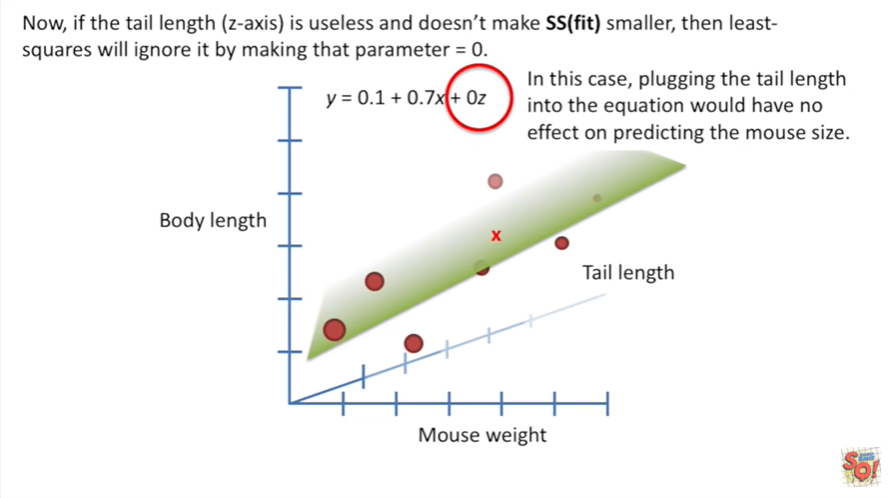 Now, if the tail length (z-axis) is useless and doesn't make SS(fit) smaller, then least-
squares will ignore it by making that parameter = 0.
y = 0.1 + 0.7x + 0z
In this case, plugging the tail length
into the equation would have no
effect on predicting the mouse size.
Body length
x
Tail length
Mouse weight
SQ!